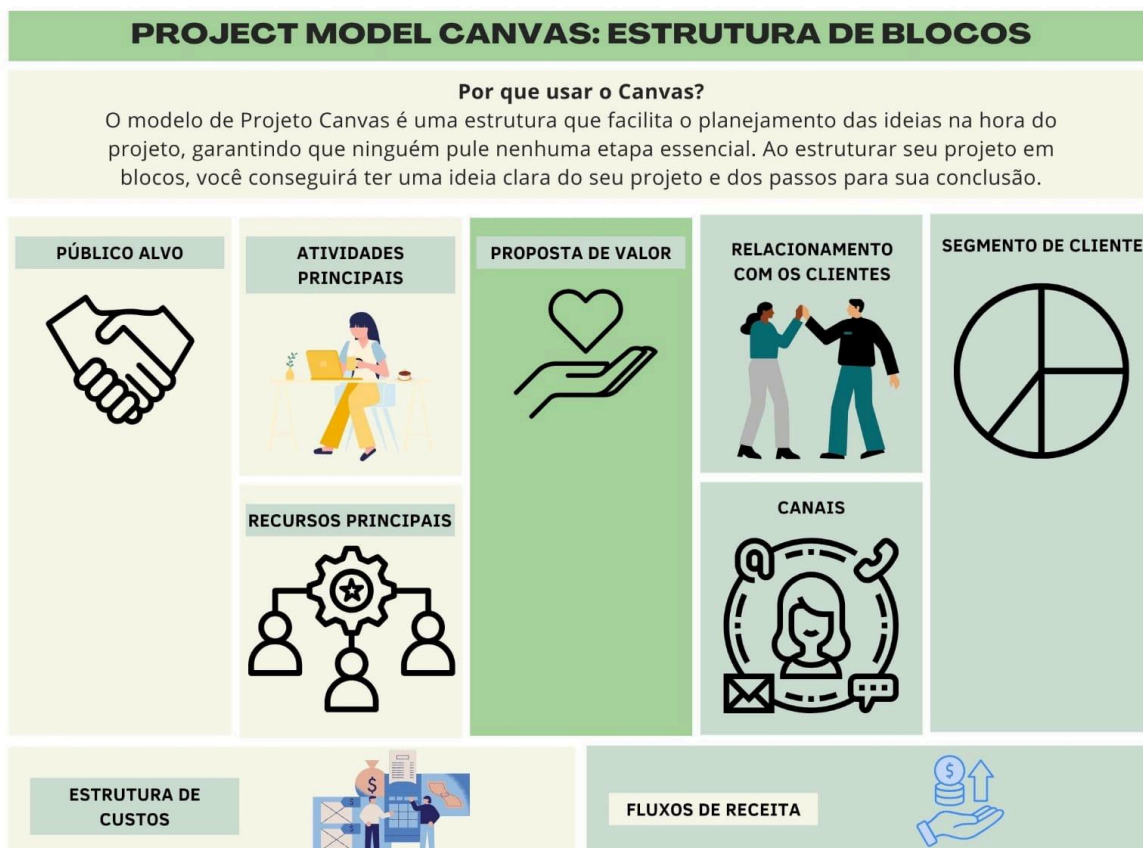 PROJECT MODEL CANVAS: ESTRUTURA DE BLOCOS
Por que usar o Canvas?
O modelo de Projeto Canvas é uma estrutura que facilita o planejamento das ideias na hora do
projeto, garantindo que ninguém pule nenhuma etapa essencial. Ao estruturar seu projeto em
blocos, você conseguirá ter uma ideia clara do seu projeto e dos passos para sua conclusão.
PÚBLICO ALVO
ATIVIDADES
PRINCIPAIS
RECURSOS PRINCIPAIS
PROPOSTA DE VALOR
RELACIONAMENTO
COM OS CLIENTES
CANAIS
SEGMENTO DE CLIENTE
ESTRUTURA DE
CUSTOS
FLUXOS DE RECEITA